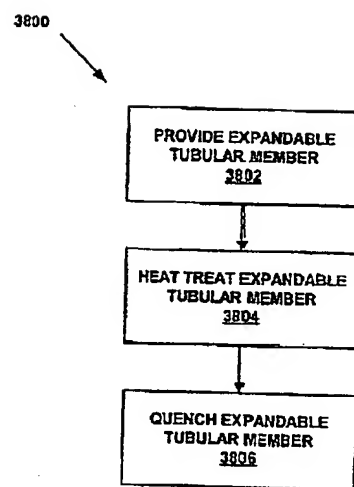 3800
PROVIDE EXPANDABLE
TUBULAR MEMBER
3802
HEAT TREAT EXPANDABLE
TUBULAR MEMBER
3804
QUENCH EXPANDABLE
TUBULAR MEMBER
3806